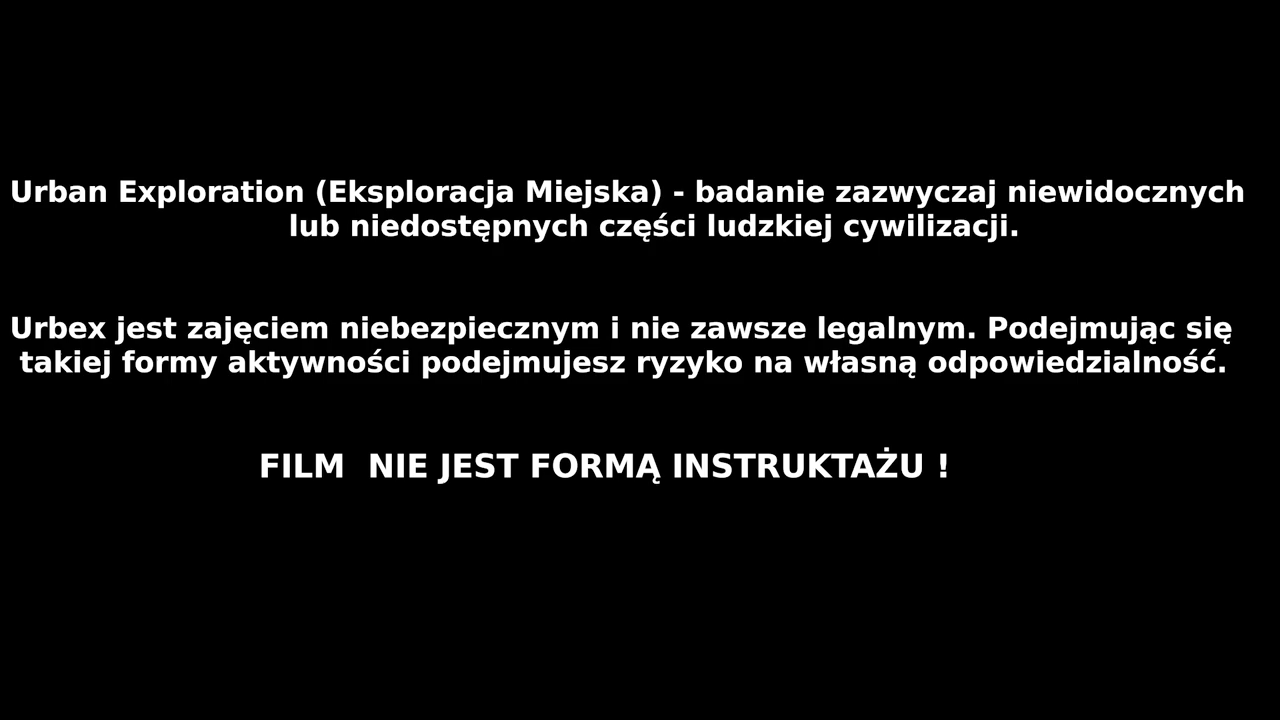 Urban Exploration (Eksploracja Miejska) - badanie zazwyczaj niewidocznych
lub niedostępnych części ludzkiej cywilizacji.
Urbex jest zajęciem niebezpiecznym i nie zawsze legalnym. Podejmując się
takiej formy aktywności podejmujesz ryzyko na własną odpowiedzialność.
FILM  NIE JEST FORMĄ INSTRUKTAŻU !